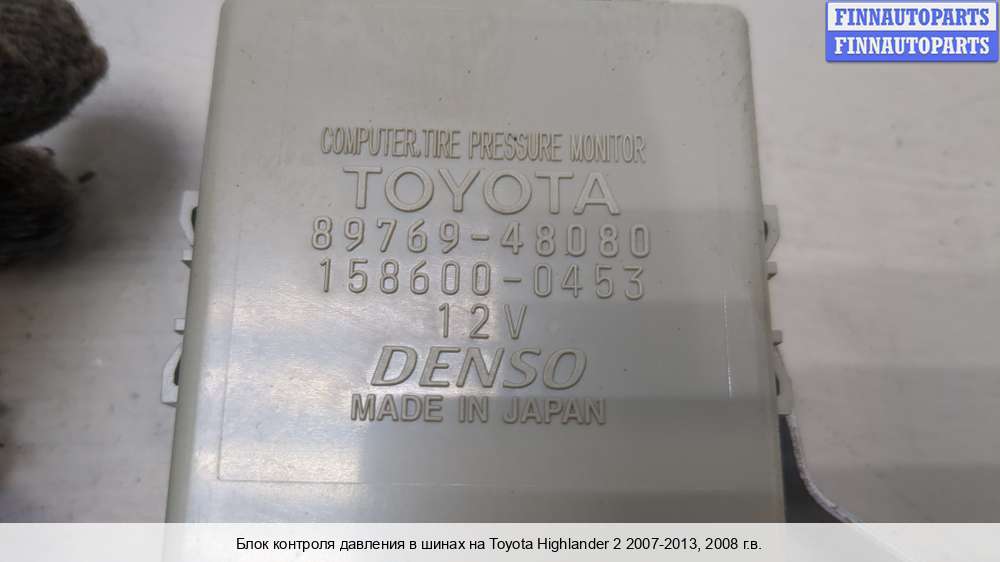 FINNAUTOPARTS
FINNAUTOPARTS
COMPUTER.TIRE PRESSURE MONITOR
TOYOTA
89769-48080
158600-0453
12V
DENSO
MADE IN JAPAN
Блок контроля давления в шинах на Toyota Highlander 2 2007-2013, 2008 г.в.